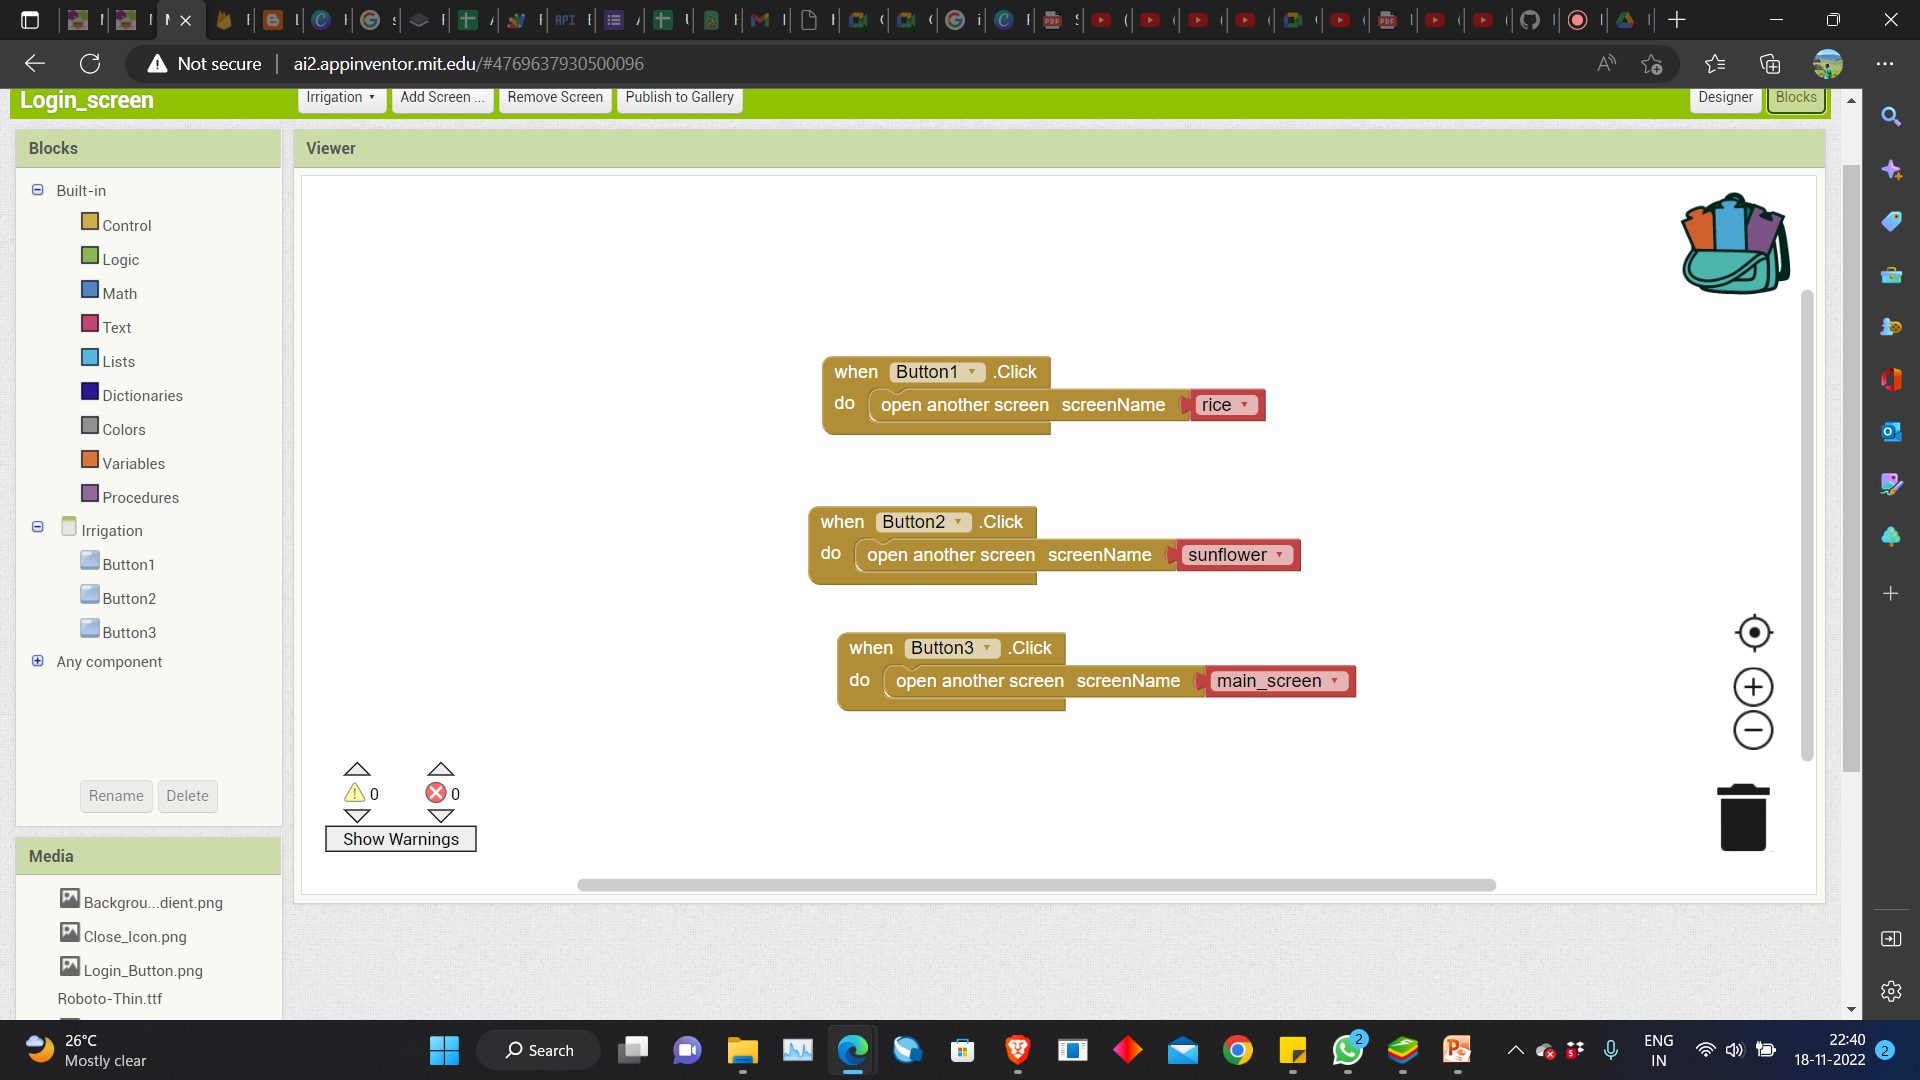 Not secure
ai2.appinventor.mit.edu/#4769637930500096
Login_screen
Irrigation
Add Screen ...
Remove Screen
Publish to Gallery
Designer
Blocks
Blocks
Viewer
Built-in
Control
Logic
Math
Text
Lists
Dictionaries
Colors
Variables
Procedures
Irrigation
Button1
Button2
Button3
Any component
Rename
Delete
Media
Backgrou...dient.png
Close_Icon.png
Login_Button.png
Roboto-Thin.ttf
when Button1 .Click
do open another screen screenName rice
when Button2 .Click
do open another screen screenName sunflower
when Button3 .Click
do open another screen screenName main_screen
0
0
Show Warnings
26°C
Mostly clear
Search
2
ENG
IN
22:40
18-11-2022
2